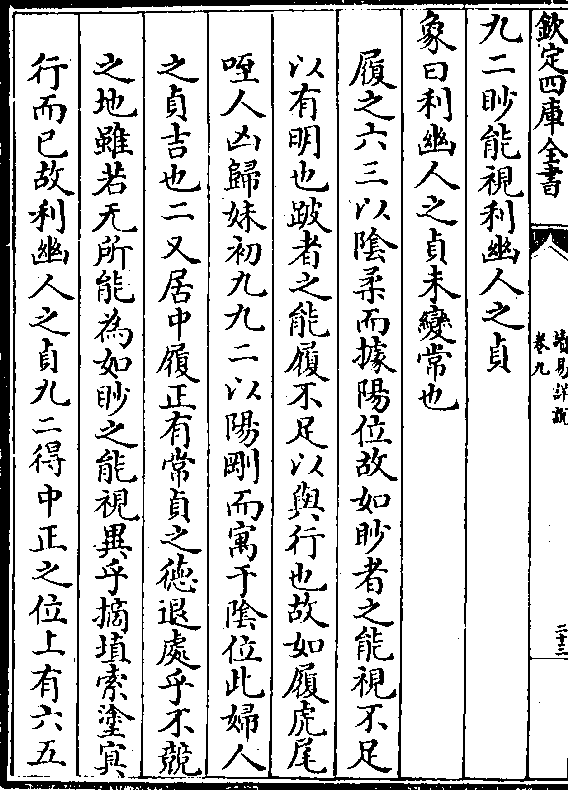 欽定四庫全書
讀易詳說
卷九
二十三
九二眇能視利幽人之貞
象曰利幽人之貞未變常也
履之六三以陰柔而據陽位故如眇者之能視不足
以有明也跛者之能履不足以與行也故如履虎尾
咥人凶歸妹初九九二以陽剛而寓于陰位此婦人
之貞吉也二又居中履正有常貞之德退處乎不競
之地雖若无所能為如眇之能視異乎擿埴索塗冥
行而已故利幽人之貞九二得中正之位上有六五